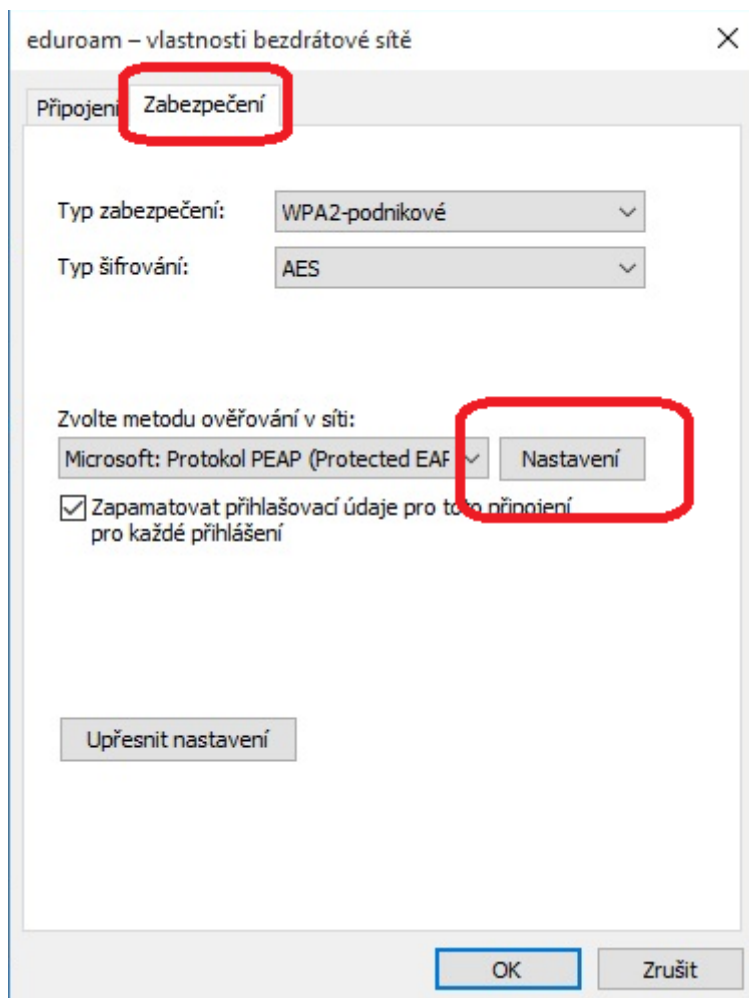 eduroam – vlastnosti bezdrátové sítě
Připojení Zabezpečení
Typ zabezpečení: WPA2-podnikové
Typ šifrování: AES
Zvolte metodu ověřování v síti:
Microsoft: Protokol PEAP (Protected EAP Nastavení
Zapamatovat přihlašovací údaje pro toto připojení
pro každé přihlášení
Upřesnit nastavení
OK Zrušit